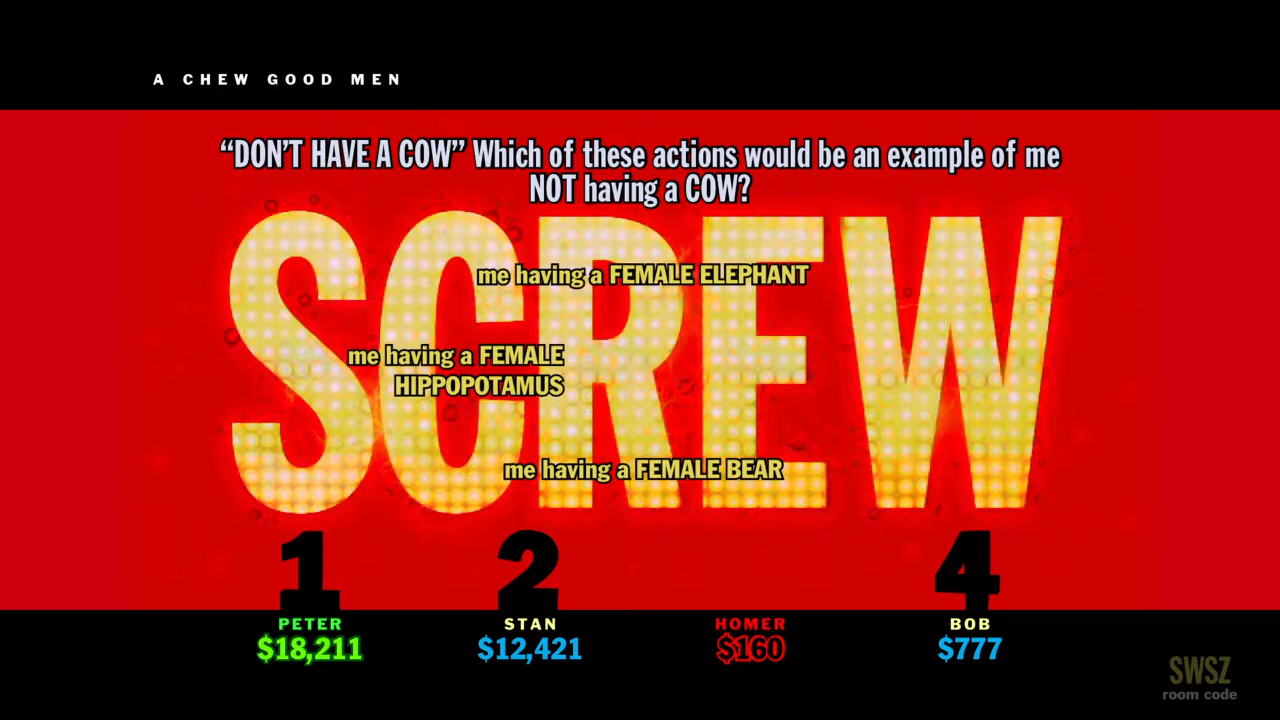 A CHEW GOOD MEN
“DON'T HAVE A COW” Which of these actions would be an example of me
NOT having a COW?
SCREW
me having a FEMALE ELEPHANT
me having a FEMALE
HIPPOPOTAMUS
me having a FEMALE BEAR
1 2 4
PETER STAN HOMER BOB
$18,211 $12,421 $160 $777
SWSZ
room code